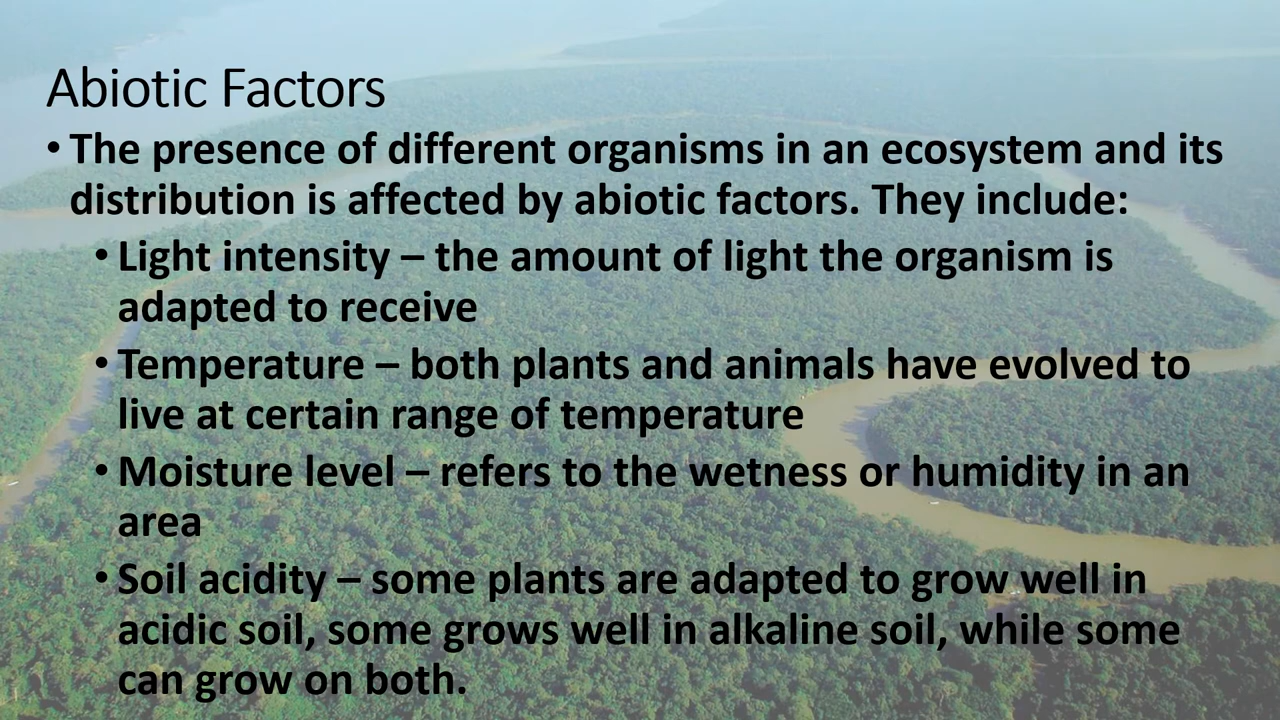 Abiotic Factors
• The presence of different organisms in an ecosystem and its
distribution is affected by abiotic factors. They include:
• Light intensity – the amount of light the organism is
adapted to receive
• Temperature – both plants and animals have evolved to
live at certain range of temperature
• Moisture level – refers to the wetness or humidity in an
area
• Soil acidity – some plants are adapted to grow well in
acidic soil, some grows well in alkaline soil, while some
can grow on both.